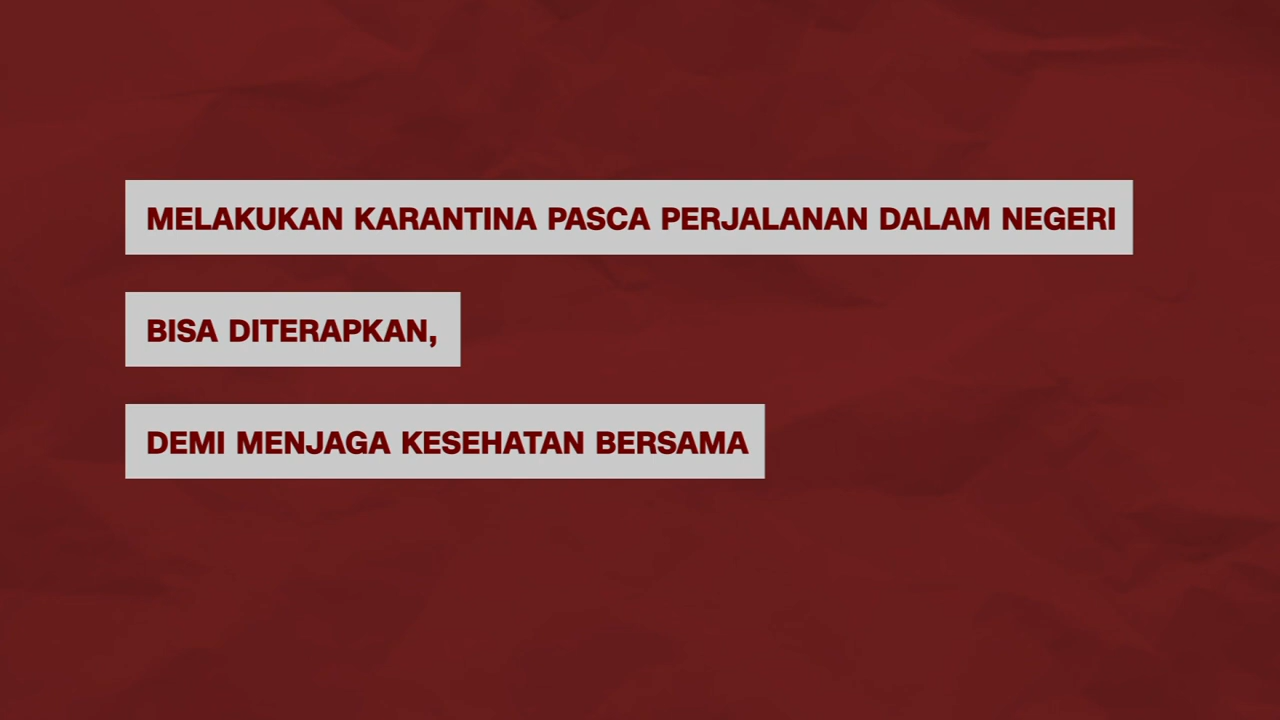 MELAKUKAN KARANTINA PASCA PERJALANAN DALAM NEGERI
BISA DITERAPKAN,
DEMI MENJAGA KESEHATAN BERSAMA